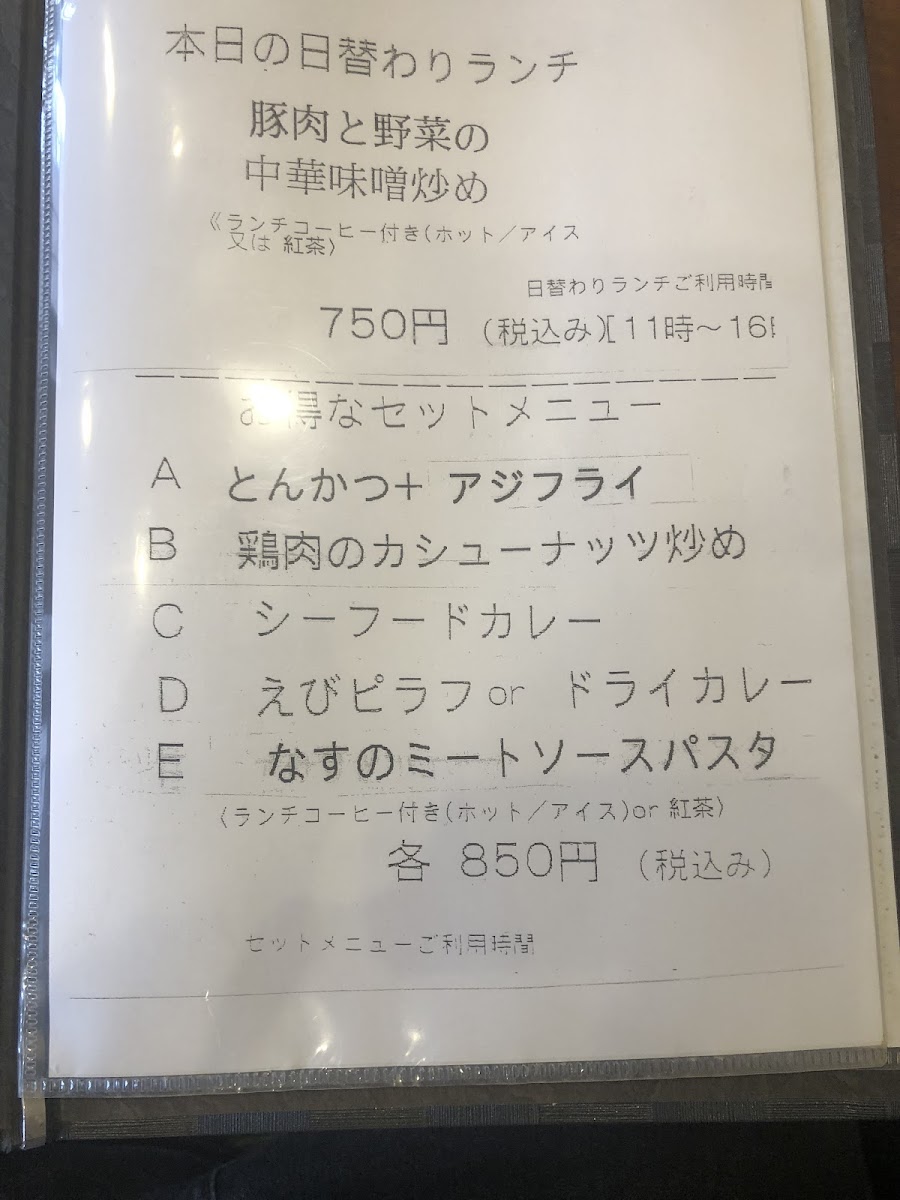 本日の日替わりランチ
豚肉と野菜の
中華味噌炒め
《ランチコーヒー付き(ホット／アイス
又は 紅茶》
日替わりランチご利用時間
750円 (税込み)[11時～16
お得なセットメニュー
A とんかつ+ アジフライ
B 鶏肉のカシューナッツ炒め
C シーフードカレー
D えびピラフor ドライカレー
E なすのミートソースパスタ
〈ランチコーヒー付き(ホット／アイス)or 紅茶〉
各 850円 (税込み)
セットメニューご利用時間